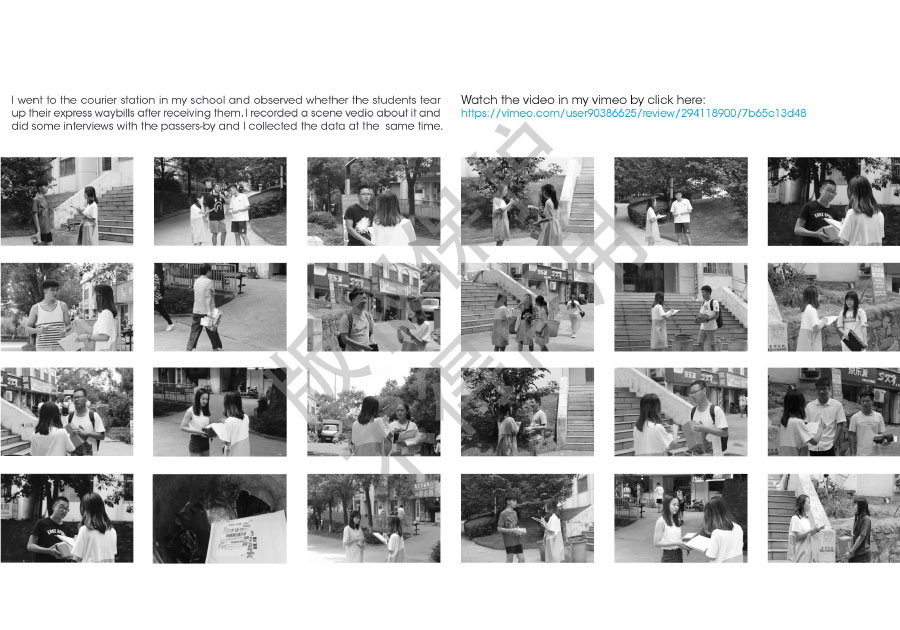 I went to the courier station in my school and observed whether the students tear
up their express waybills after receiving them. I recorded a scene vedio about it and
did some interviews with the passers-by and I collected the data at the same time.
Watch the video in my vimeo by click here:
https://vimeo.com/user90386625/review/294118900/7b65c13d48